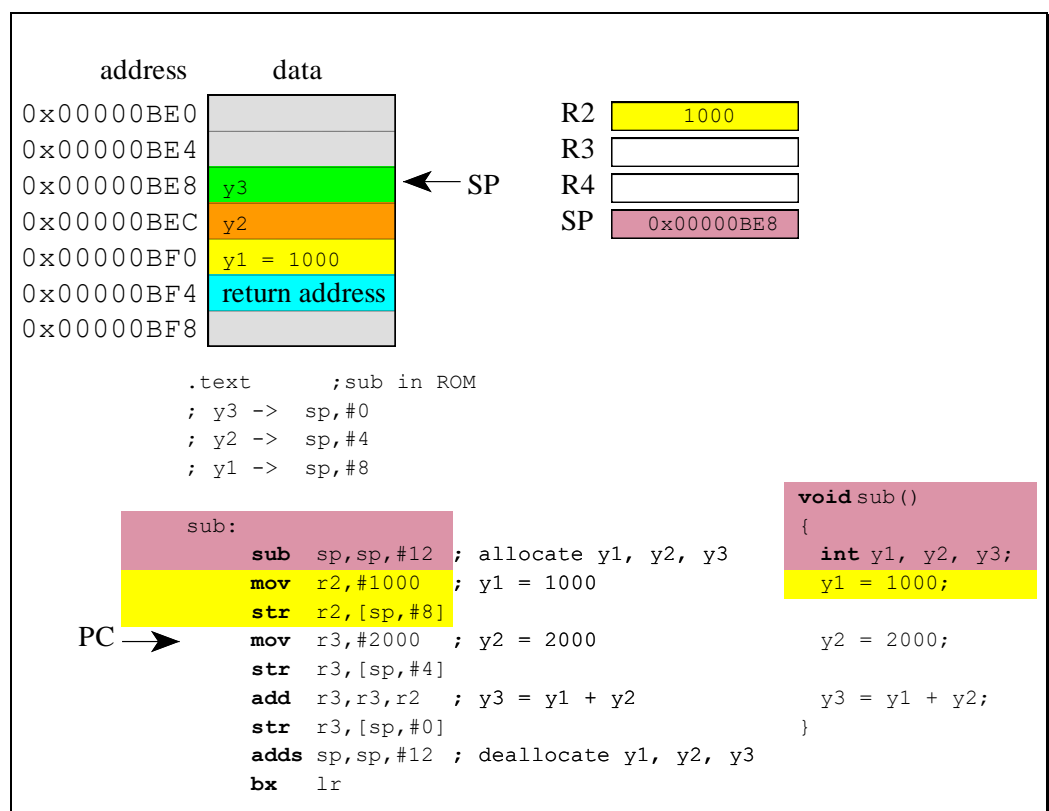 address data
0x00000BE0
0x00000BE4
0x00000BE8 y3
0x00000BEC y2
0x00000BF0 y1 = 1000
0x00000BF4 return address
0x00000BF8
SP
R2 1000
R3
R4
SP 0x00000BE8
.text ;sub in ROM
; y3 -> sp,#0
; y2 -> sp,#4
; y1 -> sp,#8
sub:
sub sp,sp,#12 ; allocate y1, y2, y3
mov r2,#1000 ; y1 = 1000
str r2,[sp,#8]
PC mov r3,#2000 ; y2 = 2000
str r3,[sp,#4]
add r3,r3,r2 ; y3 = y1 + y2
str r3,[sp,#0]
adds sp,sp,#12 ; deallocate y1, y2, y3
bx lr
void sub()
{
int y1, y2, y3;
y1 = 1000;
y2 = 2000;
y3 = y1 + y2;
}